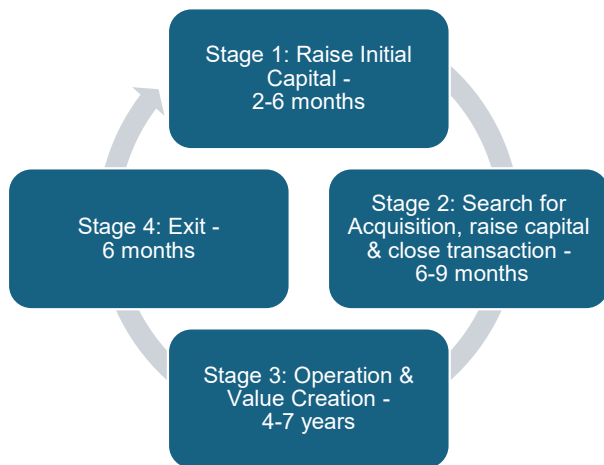 Stage 1: Raise Initial
Capital -
2-6 months
Stage 2: Search for
Acquisition, raise capital
& close transaction -
6-9 months
Stage 3: Operation &
Value Creation -
4-7 years
Stage 4: Exit -
6 months